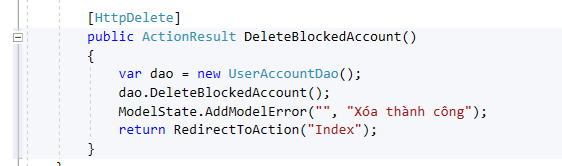 [HttpDelete]
public ActionResult DeleteBlockedAccount()
{
var dao = new UserAccountDao();
dao.DeleteBlockedAccount();
ModelState.AddModelError("", "Xóa thành công");
return RedirectToAction("Index");
}